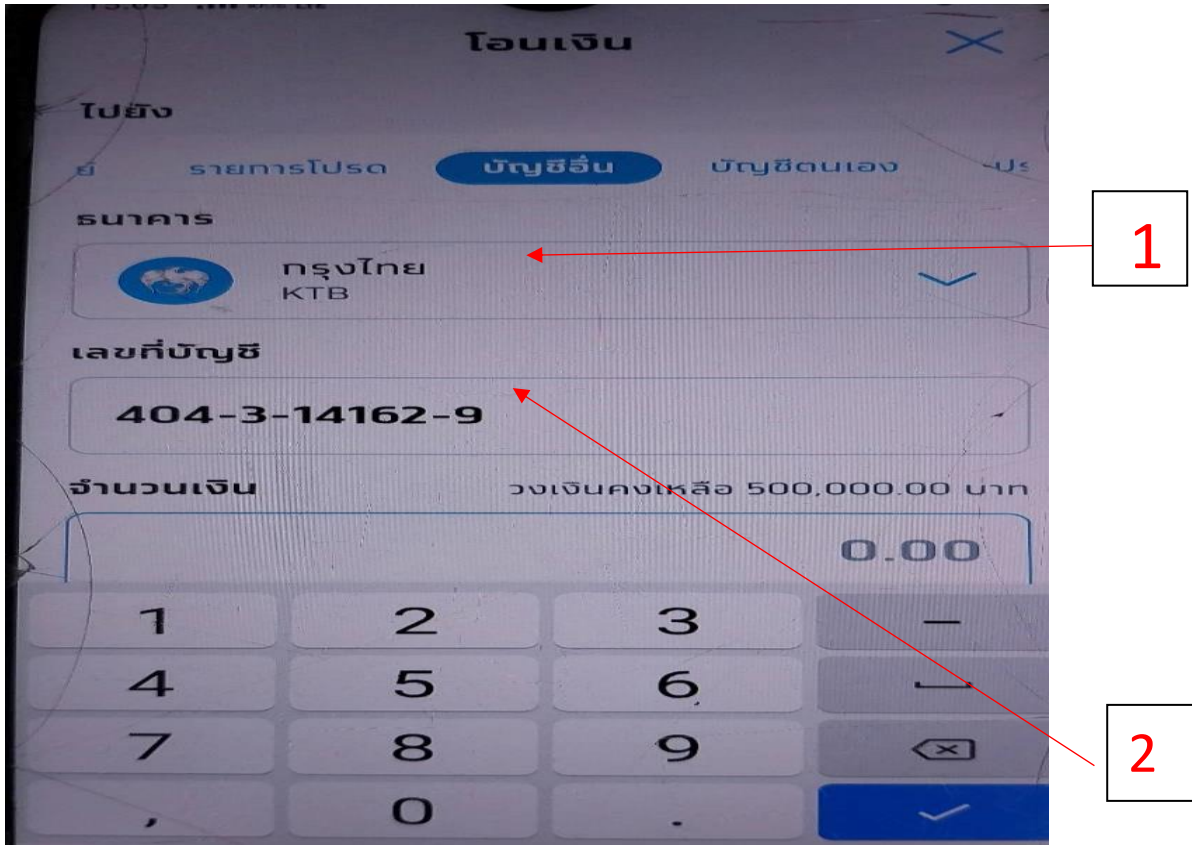 โอนเงิน
ไปยัง
ย์ รายการโปรด บัญชีอื่น บัญชีตนเอง ปร
ธนาคาร
กรุงไทย
KTB
1
เลขที่บัญชี
404-3-14162-9
จำนวนเงิน วงเงินคงเหลือ 500,000.00 บาท
0.00
1 2 3 –
4 5 6
7 8 9
2
, 0 .